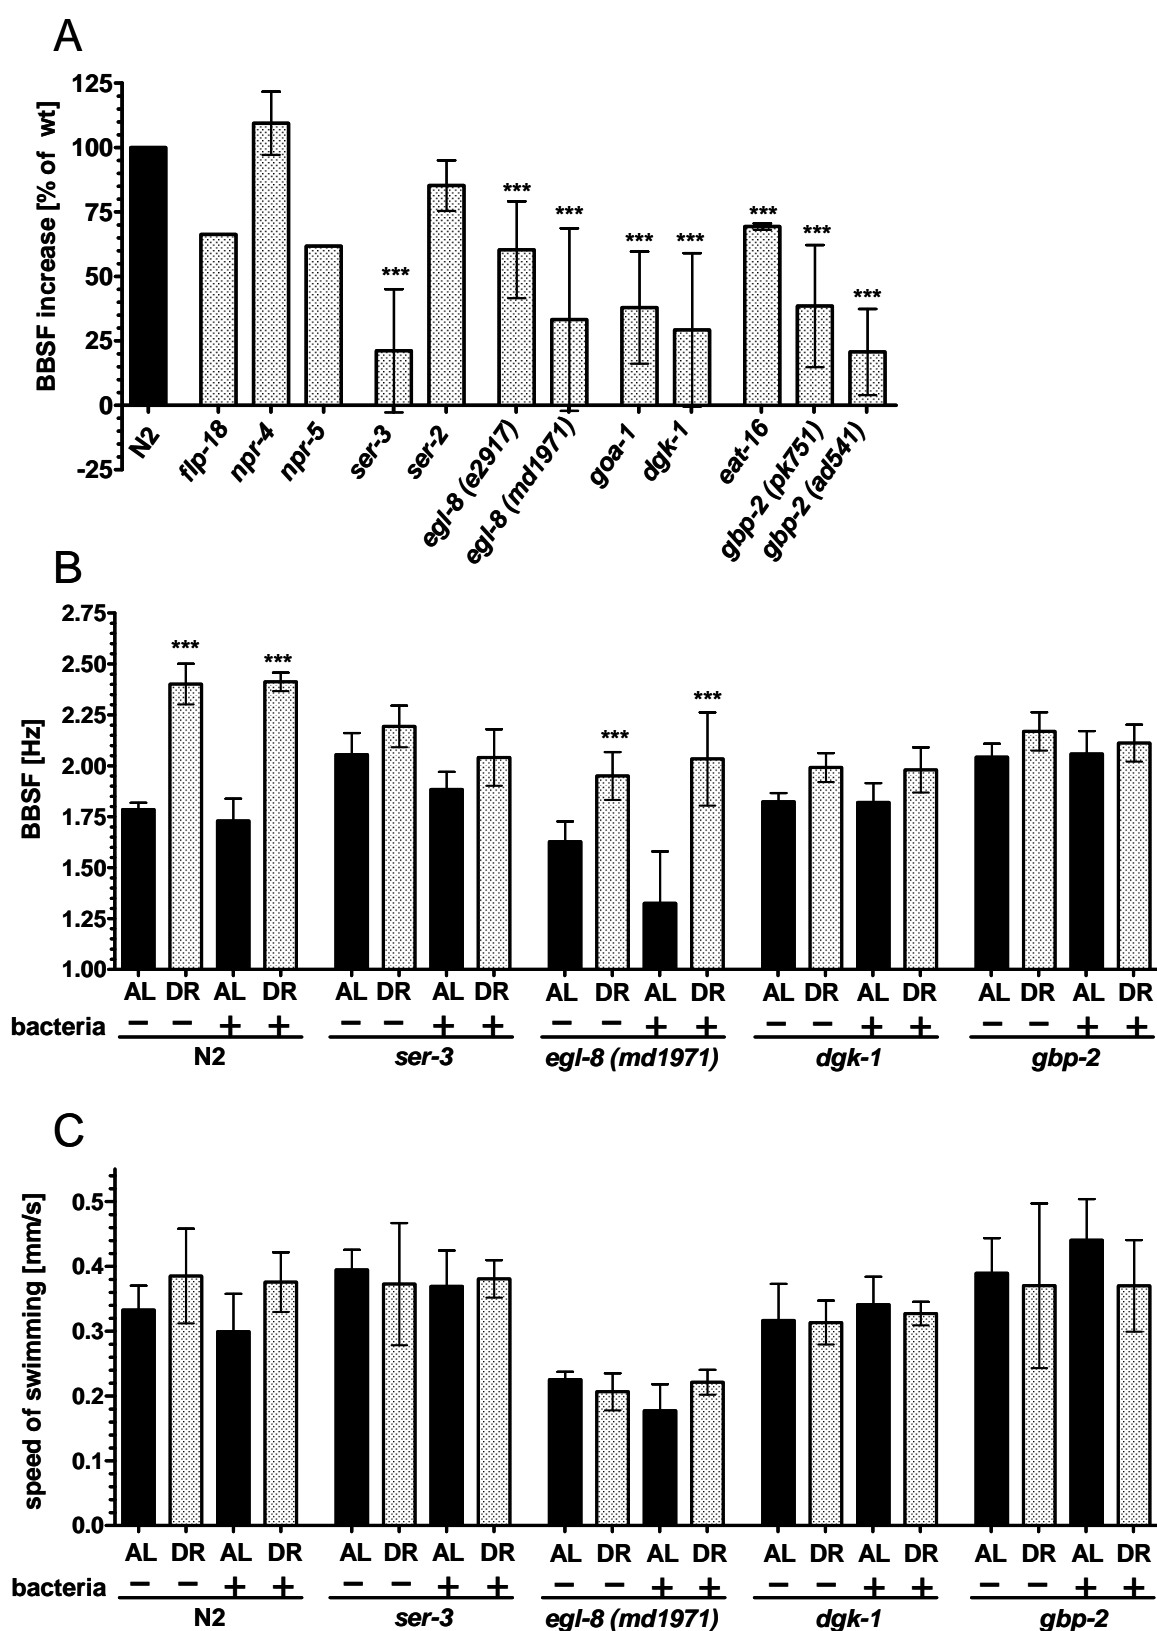 A
BBSF increase [% of wt]
125
100
75
50
25
0
-25
*** *** *** *** *** *** *** ***
N2 flp-18 npr-4 npr-5 ser-3 ser-2 egl-8 (e2917) egl-8 (md1971) goa-1 dgk-1 eat-16 gbp-2 (pk751) gbp-2 (ad541)
B
BBSF [Hz]
2.75
2.50
2.25
2.00
1.75
1.50
1.25
1.00
*** *** *** ***
AL DR AL DR AL DR AL DR AL DR AL DR AL DR AL DR AL DR AL DR
bacteria − − + + − − + + − − + + − − + + − − + +
N2 ser-3 egl-8 (md1971) dgk-1 gbp-2
C
speed of swimming [mm/s]
0.5
0.4
0.3
0.2
0.1
0.0
AL DR AL DR AL DR AL DR AL DR AL DR AL DR AL DR AL DR AL DR
bacteria − − + + − − + + − − + + − − + + − − + +
N2 ser-3 egl-8 (md1971) dgk-1 gbp-2